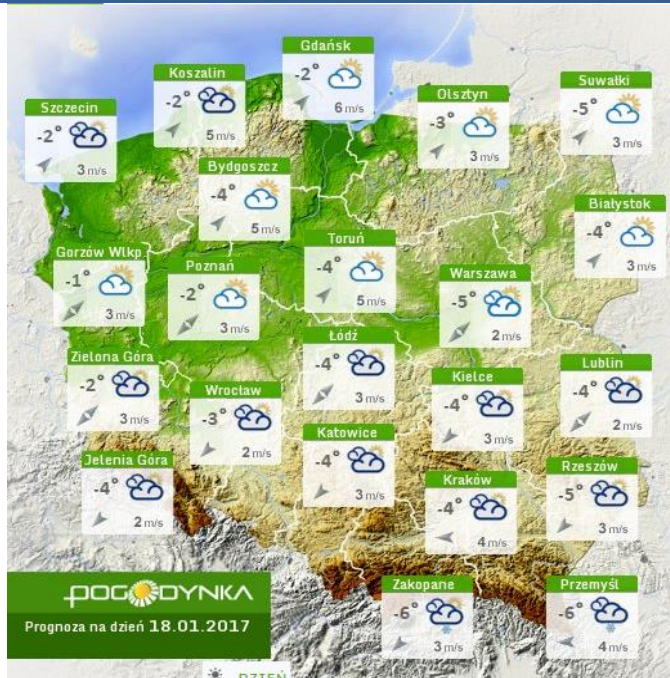 Gdańsk
-2°
6 m/s
Koszalin
-2°
5 m/s
Suwałki
-5°
3 m/s
Olsztyn
-3°
3 m/s
Szczecin
-2°
3 m/s
Bydgoszcz
-4°
5 m/s
Białystok
-4°
3 m/s
Toruń
-4°
5 m/s
Gorzów Wlkp.
-1°
3 m/s
Poznań
-2°
3 m/s
Warszawa
-5°
2 m/s
Łódź
-4°
3 m/s
Zielona Góra
-2°
3 m/s
Lublin
-4°
2 m/s
Kielce
-4°
3 m/s
Wrocław
-3°
2 m/s
Katowice
-4°
3 m/s
Jelenia Góra
-4°
2 m/s
Rzeszów
-5°
3 m/s
Kraków
-4°
4 m/s
Zakopane
-6°
3 m/s
Przemyśl
-6°
4 m/s
POGODYNKA
Prognoza na dzień 18.01.2017
DZIEŃ